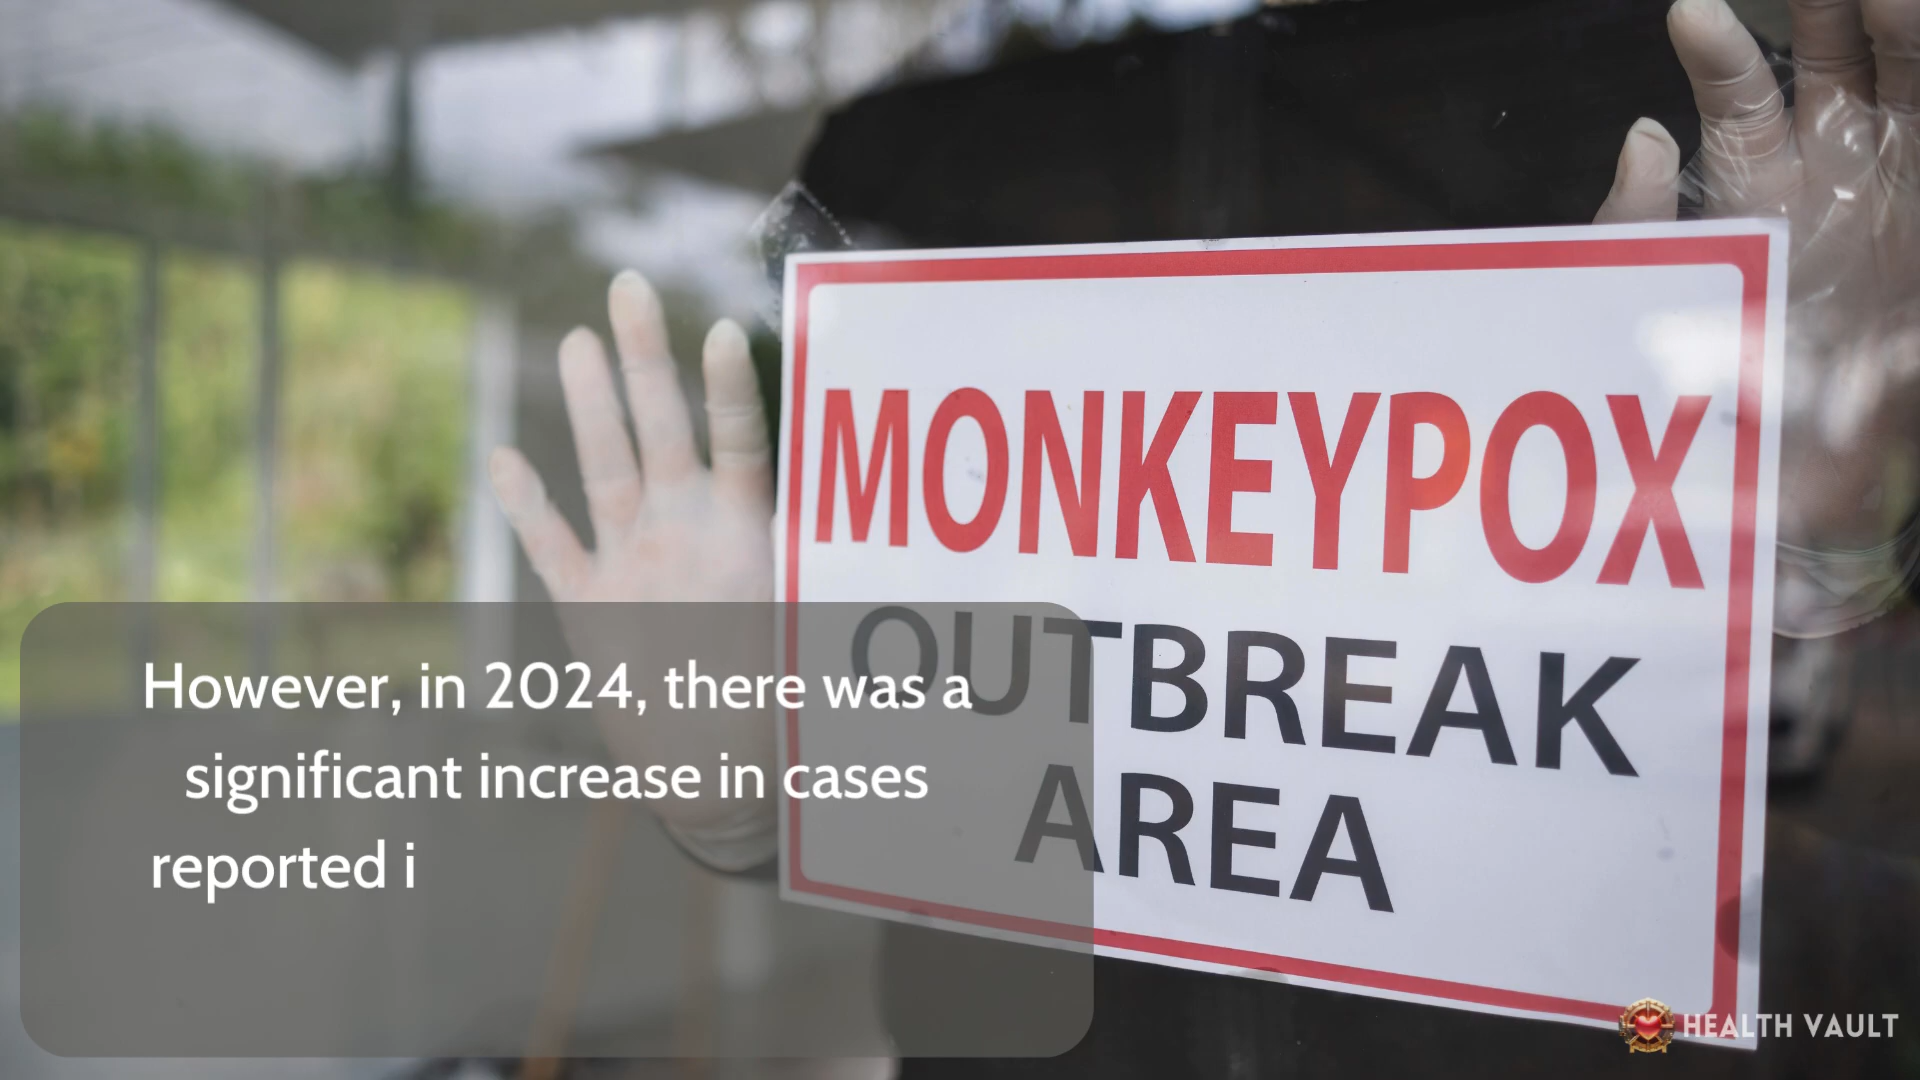 MONKEYPOX
OUTBREAK
AREA
However, in 2024, there was a
significant increase in cases
reported i
HEALTH VAULT